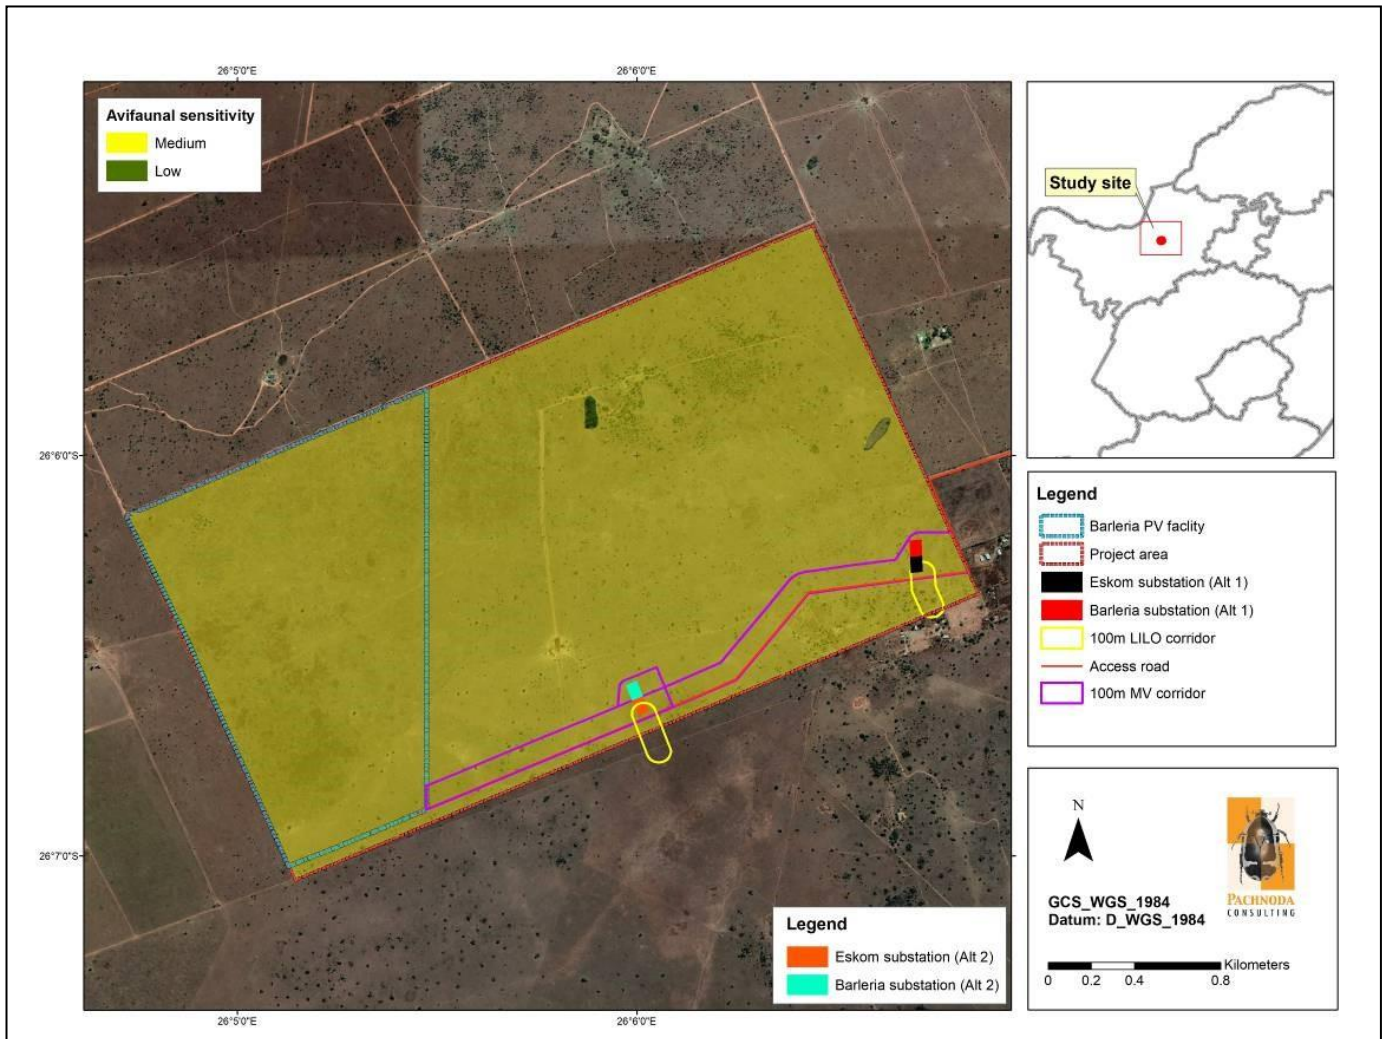 26°5'0"E
26°6'0"E
Avifaunal sensitivity
Medium
Low
Study site
26°6'0"S
26°7'0"S
26°5'0"E
26°6'0"E
Legend
Barleria PV faclity
Project area
Eskom substation (Alt 1)
Barleria substation (Alt 1)
100m LILO corridor
Access road
100m MV corridor
Legend
Eskom substation (Alt 2)
Barleria substation (Alt 2)
N
GCS_WGS_1984
Datum: D_WGS_1984
PACHNODA
CONSULTING
Kilometers
0 0.2 0.4 0.8